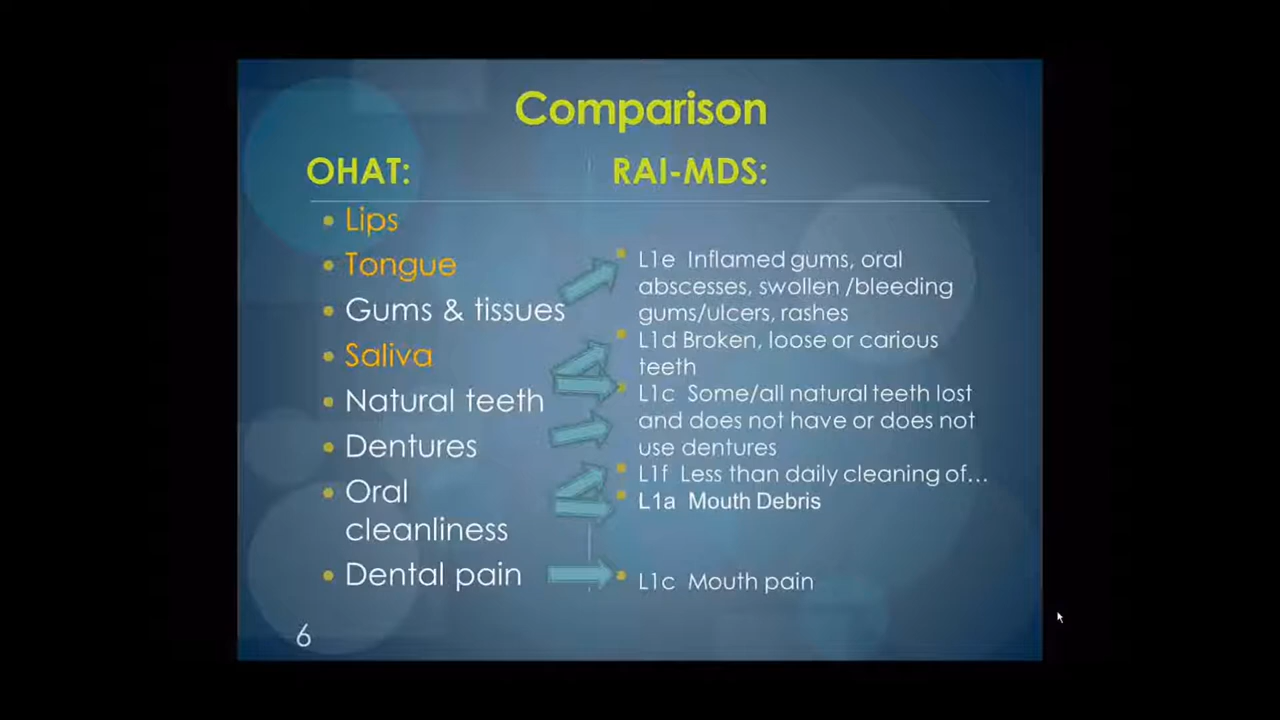 Comparison
OHAT:
Lips
Tongue
Gums & tissues
Saliva
Natural teeth
Dentures
Oral
cleanliness
Dental pain
RAI-MDS:
L1e Inflamed gums, oral
abscesses, swollen /bleeding
gums/ulcers, rashes
L1d Broken, loose or carious
teeth
L1c Some/all natural teeth lost
and does not have or does not
use dentures
L1f Less than daily cleaning of...
L1a Mouth Debris
L1c Mouth pain
6